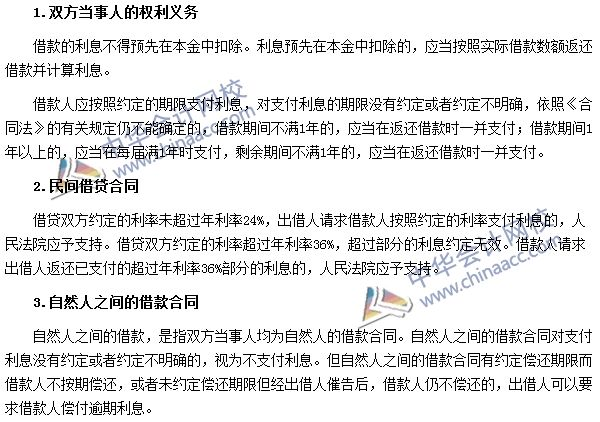 1.双方当事人的权利义务
借款的利息不得预先在本金中扣除。利息预先在本金中扣除的，应当按照实际借款数额返还
借款并计算利息。
借款人应按照约定的期限支付利息，对支付利息的期限没有约定或者约定不明确，依照《合
同法》的有关规定仍不能确定的，借款期间不满1年的，应当在返还借款时一并支付；借款期间1
年以上的，应当在每届满1年时支付，剩余期间不满1年的，应当在返还借款时一并支付。
2.民间借贷合同
借贷双方约定的利率未超过年利率24%，出借人请求借款人按照约定的利率支付利息的，人
民法院应予支持。借贷双方约定的利率超过年利率36%，超过部分的利息约定无效。借款人请求
出借人返还已支付的超过年利率36%部分的利息的，人民法院应予支持。
3.自然人之间的借款合同
自然人之间的借款，是指双方当事人均为自然人的借款合同。自然人之间的借款合同对支付
利息没有约定或者约定不明确的，视为不支付利息。但自然人之间的借款合同有约定偿还期限而
借款人不按期偿还，或者未约定偿还期限但经出借人催告后，借款人仍不偿还的，出借人可以要
求借款人偿付逾期利息。
中华会计网校
www.chinaacc.com
中华会计网校
www.chinaacc.com